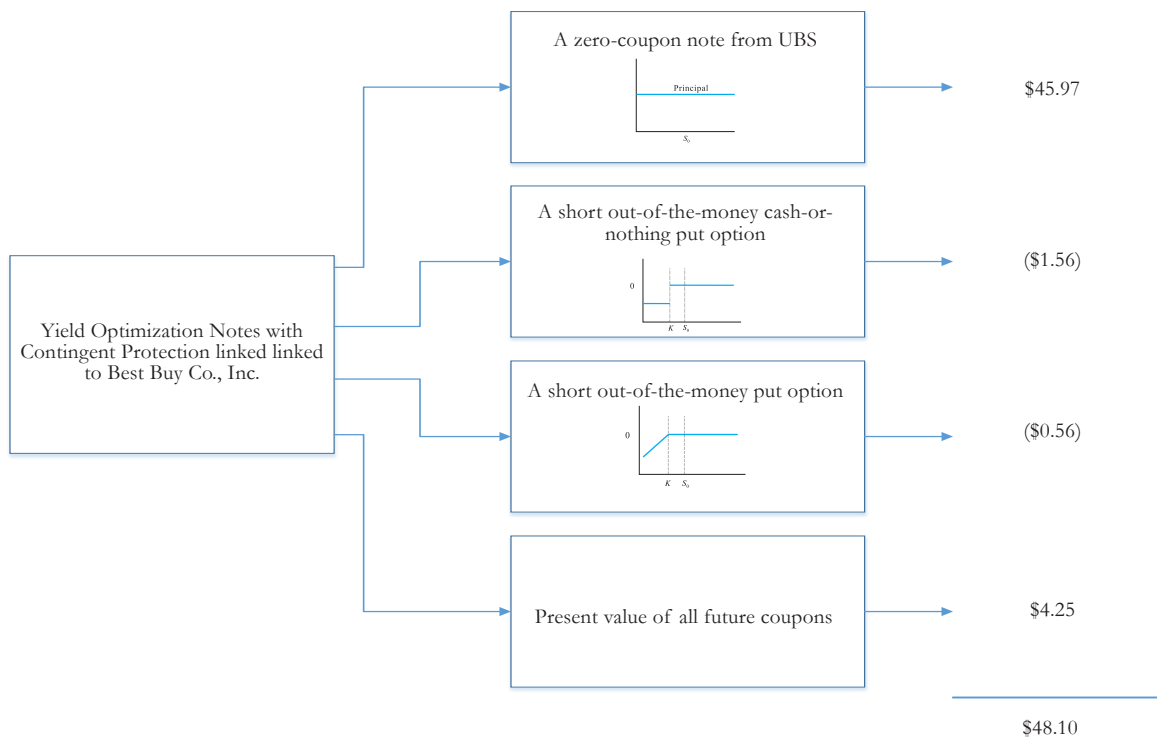 A zero-coupon note from UBS
Principal
S₀
$45.97
A short out-of-the-money cash-or-
nothing put option
0
K S₀
($1.56)
Yield Optimization Notes with
Contingent Protection linked linked
to Best Buy Co., Inc.
A short out-of-the-money put option
0
K S₀
($0.56)
Present value of all future coupons
$4.25
$48.10